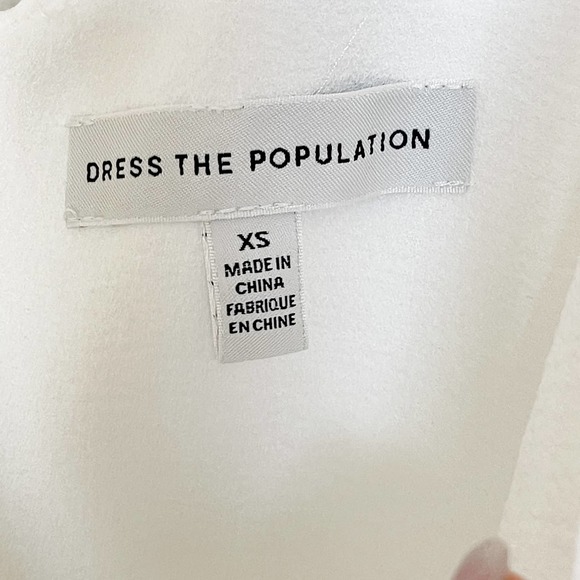 DRESS THE POPULATION
XS
MADE IN
CHINA
FABRIQUE
EN CHINE